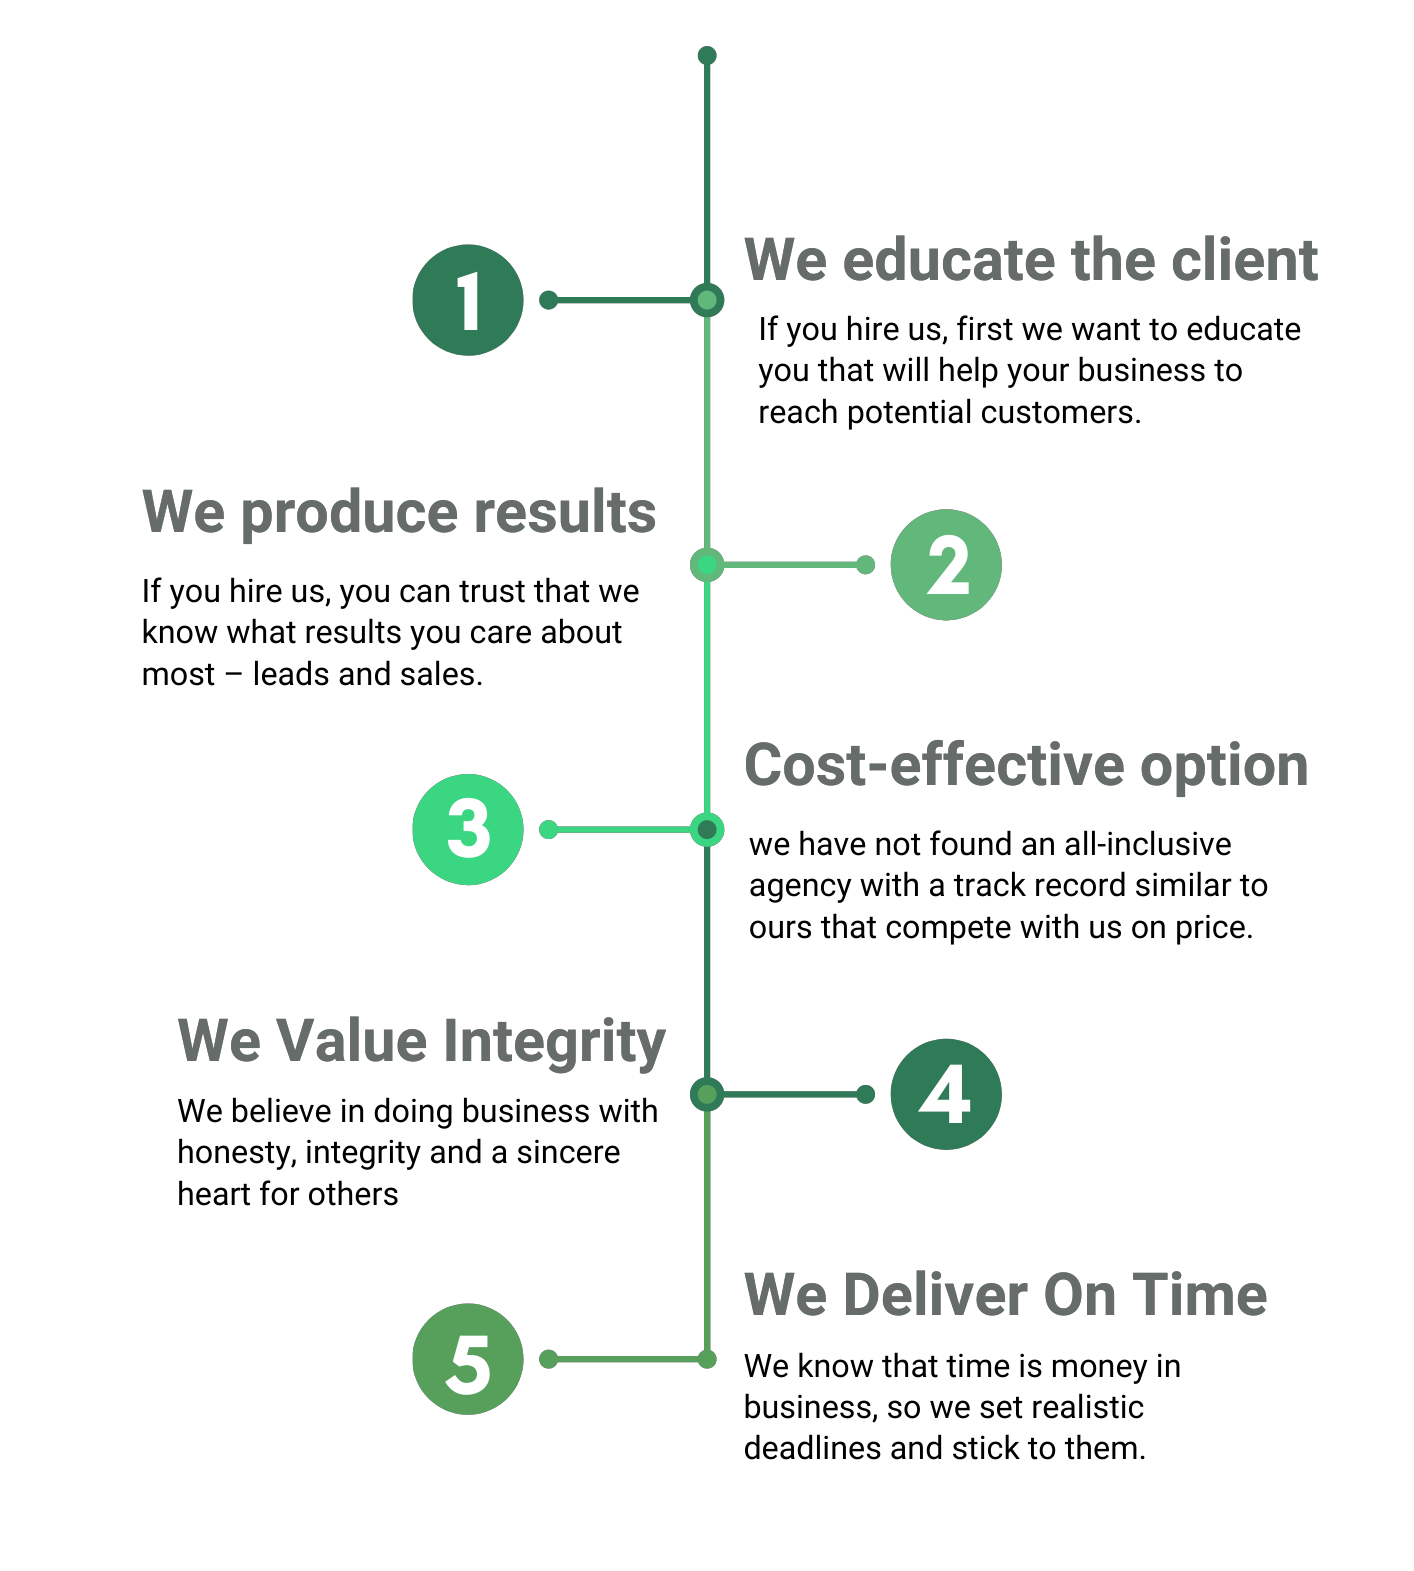 1
We educate the client
If you hire us, first we want to educate
you that will help your business to
reach potential customers.
We produce results
If you hire us, you can trust that we
know what results you care about
most – leads and sales.
2
3
Cost-effective option
we have not found an all-inclusive
agency with a track record similar to
ours that compete with us on price.
We Value Integrity
We believe in doing business with
honesty, integrity and a sincere
heart for others
4
5
We Deliver On Time
We know that time is money in
business, so we set realistic
deadlines and stick to them.